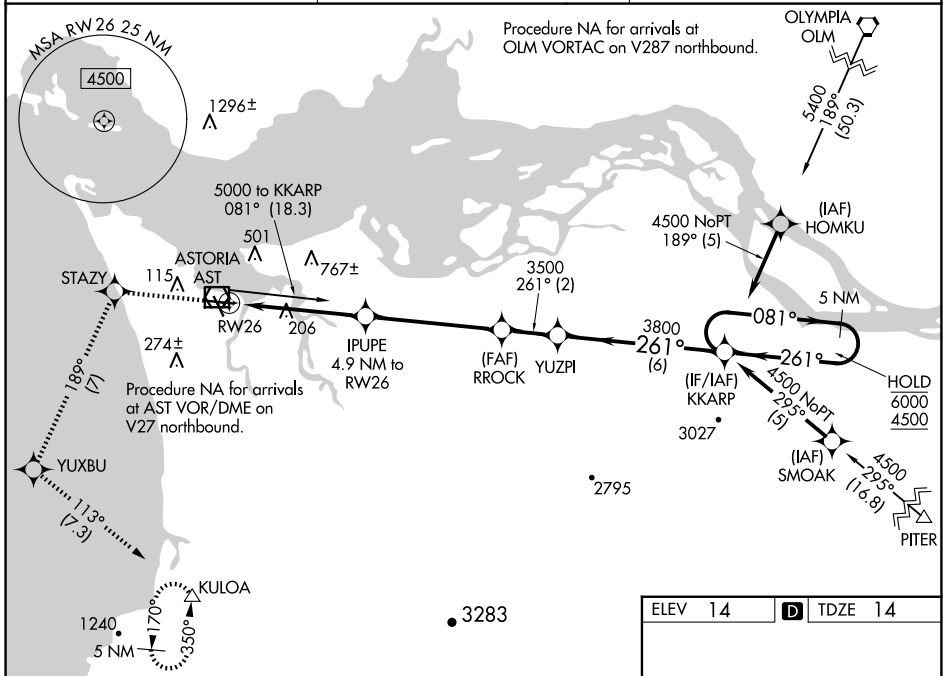 MSA RW 26 25 NM
4500
1296±
Procedure NA for arrivals at
OLM VORTAC on V287 northbound.
OLYMPIA
OLM
5400
189°
(50.3)
5000 to KKARP
081° (18.3)
4500 NoPT
189° (5)
(IAF)
HOMKU
STAZY
115
ASTORIA
AST
501
767±
3500
261° (2)
5 NM
081°
RW26
206
IPUPE
4.9 NM to
RW26
(FAF)
RROCK
YUZPI
3800
261°
(6)
261°
(IF/IAF)
KKARP
HOLD
6000
4500
189°
(7)
274±
Procedure NA for arrivals
at AST VOR/DME on
V27 northbound.
4500 NoPT
295°
(5)
3027
(IAF)
SMOAK
4500
295°
(16.8)
PITER
YUXBU
113°
(7.3)
2795
KULOA
170°
350°
1240
5 NM
3283
ELEV 14 D TDZE 14